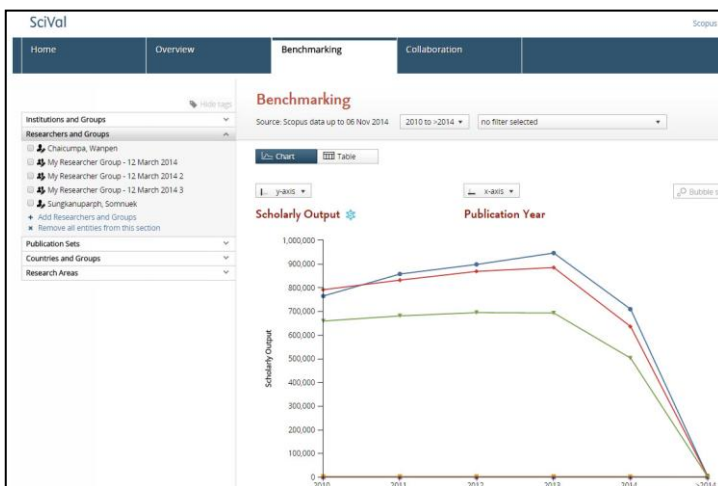 SciVal
Scopus
Home Overview Benchmarking Collaboration
Hide tags
Institutions and Groups
Researchers and Groups
Chaicumpa, Wanpen
My Researcher Group - 12 March 2014
My Researcher Group - 12 March 2014 2
My Researcher Group - 12 March 2014 3
Sungkanuparph, Somnuek
+ Add Researchers and Groups
× Remove all entities from this section
Publication Sets
Countries and Groups
Research Areas
Benchmarking
Source: Scopus data up to 06 Nov 2014 2010 to >2014 no filter selected
Chart Table
y-axis x-axis Bubble s
Scholarly Output Publication Year
Scholarly Output
1,000,000
900,000
800,000
700,000
600,000
500,000
400,000
300,000
200,000
100,000
0
2010 2011 2012 2013 2014 >2014